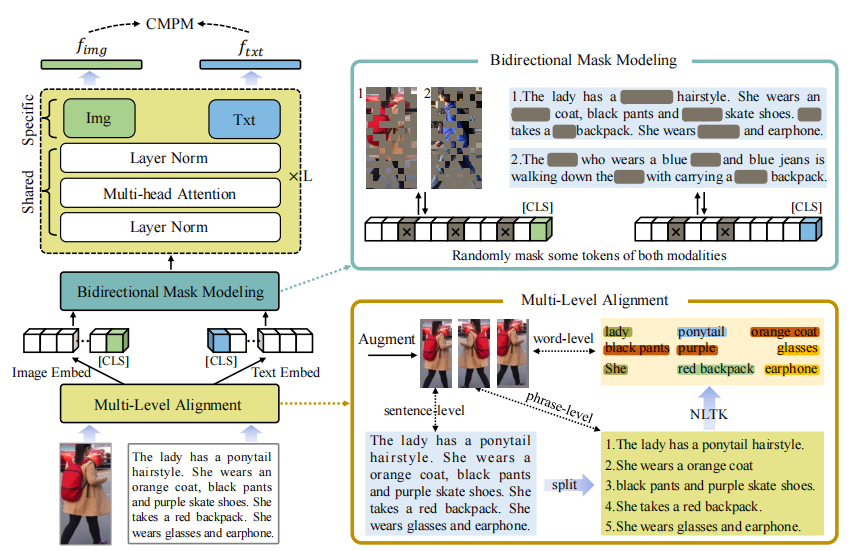 CMPM
f_img
f_txt
Specific
Shared
Img
Txt
Layer Norm
Multi-head Attention
Layer Norm
×L
Bidirectional Mask Modeling
[CLS]
[CLS]
Image Embed
Text Embed
Multi-Level Alignment
The lady has a ponytail
hairstyle. She wears an
orange coat, black pants
and purple skate shoes. She
takes a red backpack. She
wears glasses and earphone.
Bidirectional Mask Modeling
1
2
1.The lady has a hairstyle. She wears an
coat, black pants and skate shoes.
takes a backpack. She wears and earphone.
2.The who wears a blue and blue jeans is
walking down the with carrying a backpack.
[CLS]
[CLS]
× × ×
× ×
Randomly mask some tokens of both modalities
Multi-Level Alignment
Augment
word-level
lady ponytail orange coat
black pants purple glasses
She red backpack earphone
sentence-level
phrase-level
NLTK
The lady has a ponytail
hairstyle. She wears a
orange coat, black pants
and purple skate shoes. She
takes a red backpack. She
wears glasses and earphone.
split
1.The lady has a ponytail hairstyle.
2.She wears a orange coat
3.black pants and purple skate shoes.
4.She takes a red backpack.
5.She wears glasses and earphone.